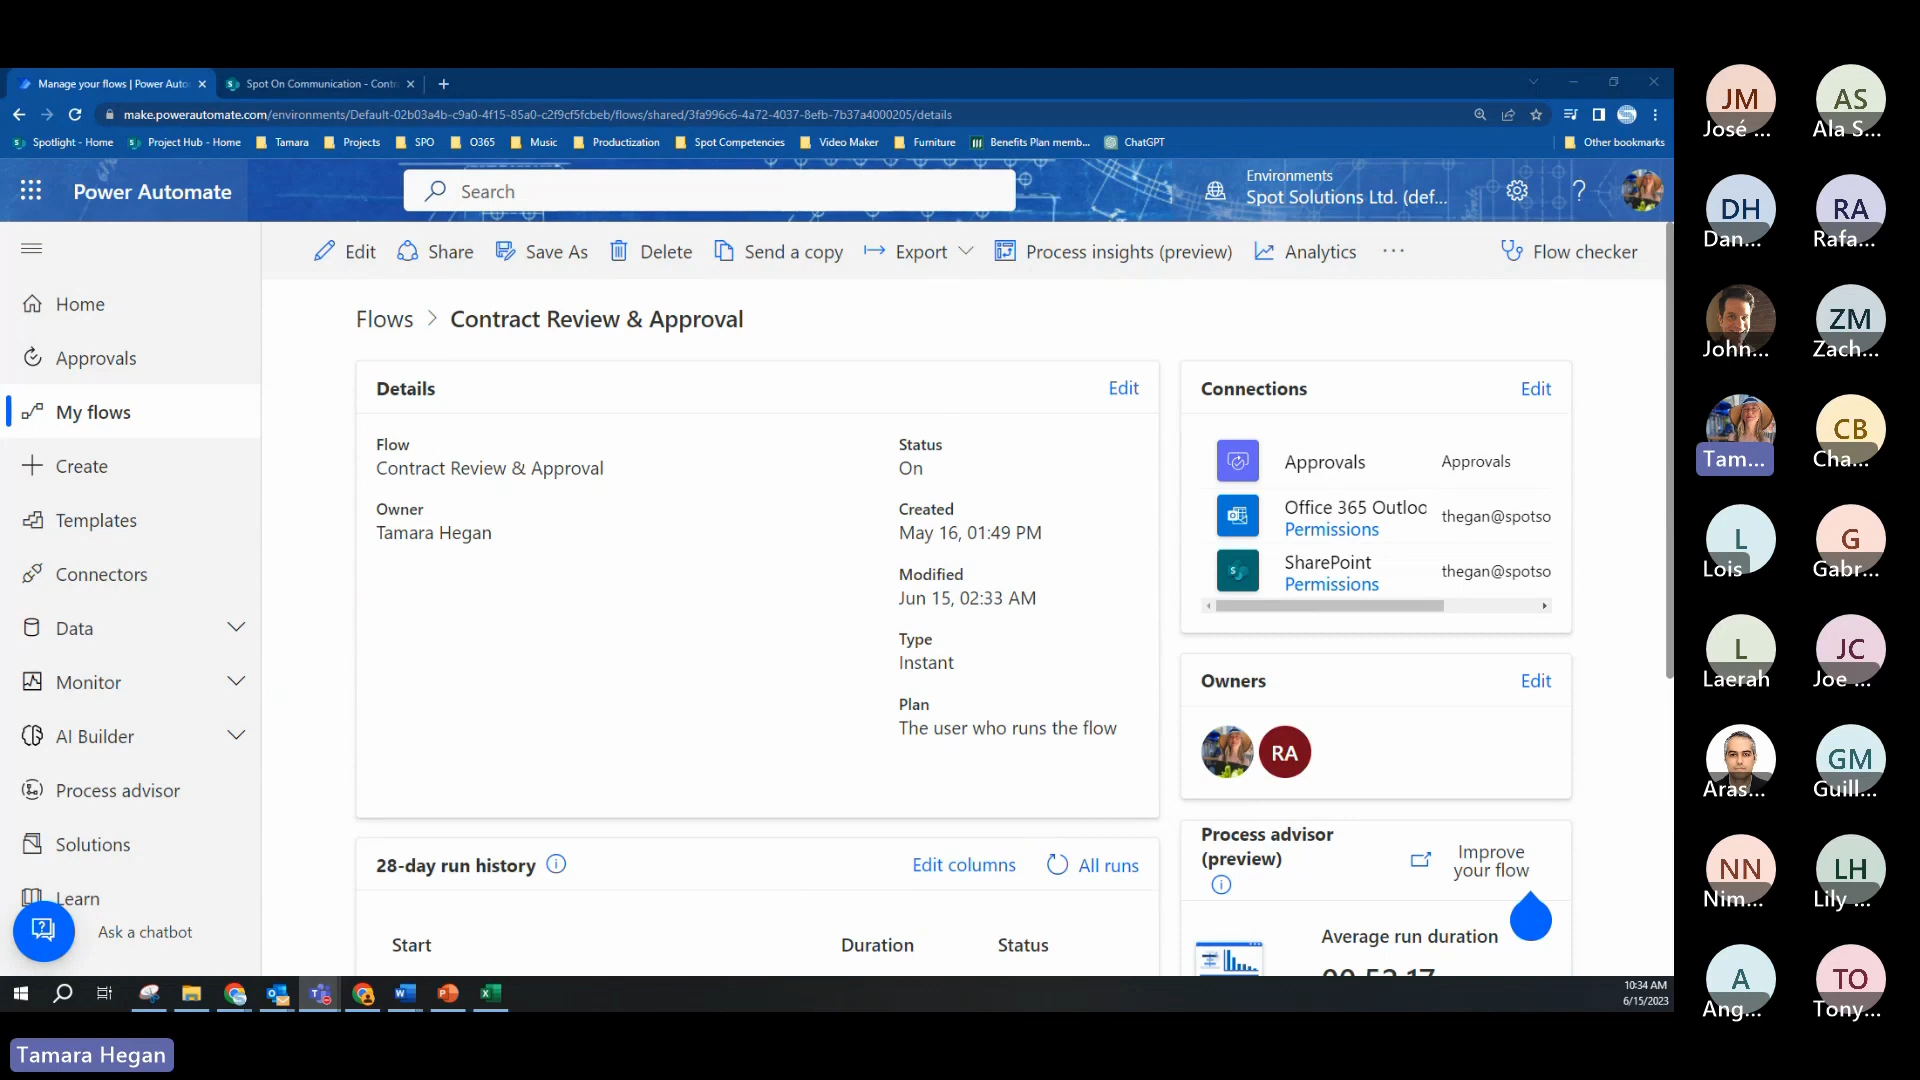 Manage your flows | Power Auto
Spot On Communication - Contr
make.powerautomate.com/environments/Default-02b03a4b-c9a0-4f15-85a0-c2f9cf5fcbeb/flows/shared/3fa996c6-4a72-4037-8efb-7b37a4000205/details
Spotlight - Home
Project Hub - Home
Tamara
Projects
SPO
O365
Music
Productization
Spot Competencies
Video Maker
Furniture
Benefits Plan memb...
ChatGPT
Other bookmarks
Power Automate
Search
Environments
Spot Solutions Ltd. (def...
?
Edit
Share
Save As
Delete
Send a copy
Export
Process insights (preview)
Analytics
...
Flow checker
Home
Approvals
My flows
Create
Templates
Connectors
Data
Monitor
AI Builder
Process advisor
Solutions
Learn
Ask a chatbot
Flows > Contract Review & Approval
Details
Edit
Flow
Contract Review & Approval
Owner
Tamara Hegan
Status
On
Created
May 16, 01:49 PM
Modified
Jun 15, 02:33 AM
Type
Instant
Plan
The user who runs the flow
28-day run history
Edit columns
All runs
Start
Duration
Status
Connections
Edit
Approvals
Approvals
Office 365 Outloo
Permissions
thegan@spotso
SharePoint
Permissions
thegan@spotso
Owners
Edit
RA
Process advisor
(preview)
Improve
your flow
Average run duration
00:52:17
10:34 AM
6/15/2023
Tamara Hegan
JM
José ...
AS
Ala S...
DH
Dan...
RA
Rafa...
John...
ZM
Zach...
Tam...
CB
Cha...
L
Lois
G
Gabr...
L
Laerah
JC
Joe ...
Aras...
GM
Guill...
NN
Nim...
LH
Lily ...
A
Ang...
TO
Tony...